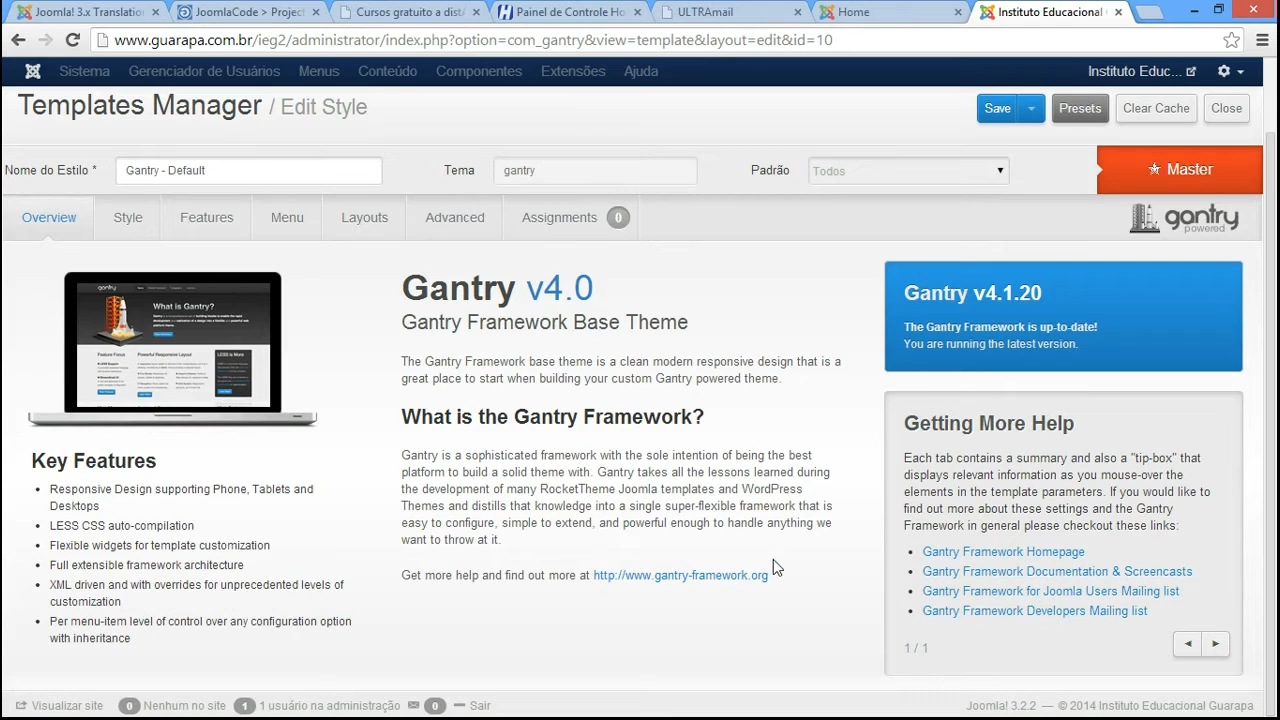 Joomla! 3.x Translation
JoomlaCode > Project
Cursos gratuito a dist
Painel de Controle Ho
ULTRAmail
Home
Instituto Educacional
www.guarapa.com.br/ieg2/administrator/index.php?option=com_gantry&view=template&layout=edit&id=10
Sistema Gerenciador de Usuários Menus Conteúdo Componentes Extensões Ajuda Instituto Educ...
Templates Manager / Edit Style
Save Presets Clear Cache Close
Nome do Estilo * Gantry - Default Tema gantry Padrão Todos Master
Overview Style Features Menu Layouts Advanced Assignments 0
gantry
powered
gantry
What is Gantry?
Feature Focus Powerful Responsive Layout LESS is More
Key Features
• Responsive Design supporting Phone, Tablets and
Desktops
• LESS CSS auto-compilation
• Flexible widgets for template customization
• Full extensible framework architecture
• XML driven and with overrides for unprecedented levels of
customization
• Per menu-item level of control over any configuration option
with inheritance
Gantry v4.0
Gantry Framework Base Theme
The Gantry Framework base theme is a clean modern responsive design that is a
great place to start when building your custom Gantry powered theme.
What is the Gantry Framework?
Gantry is a sophisticated framework with the sole intention of being the best
platform to build a solid theme with. Gantry takes all the lessons learned during
the development of many RocketTheme Joomla templates and WordPress
Themes and distills that knowledge into a single super-flexible framework that is
easy to configure, simple to extend, and powerful enough to handle anything we
want to throw at it.
Get more help and find out more at http://www.gantry-framework.org
Gantry v4.1.20
The Gantry Framework is up-to-date!
You are running the latest version.
Getting More Help
Each tab contains a summary and also a "tip-box" that
displays relevant information as you mouse-over the
elements in the template parameters. If you would like to
find out more about these settings and the Gantry
Framework in general please checkout these links:
• Gantry Framework Homepage
• Gantry Framework Documentation & Screencasts
• Gantry Framework for Joomla Users Mailing list
• Gantry Framework Developers Mailing list
1 / 1
Visualizar site 0 Nenhum no site 1 1 usuário na administração 0 Sair Joomla! 3.2.2 — © 2014 Instituto Educacional Guarapa